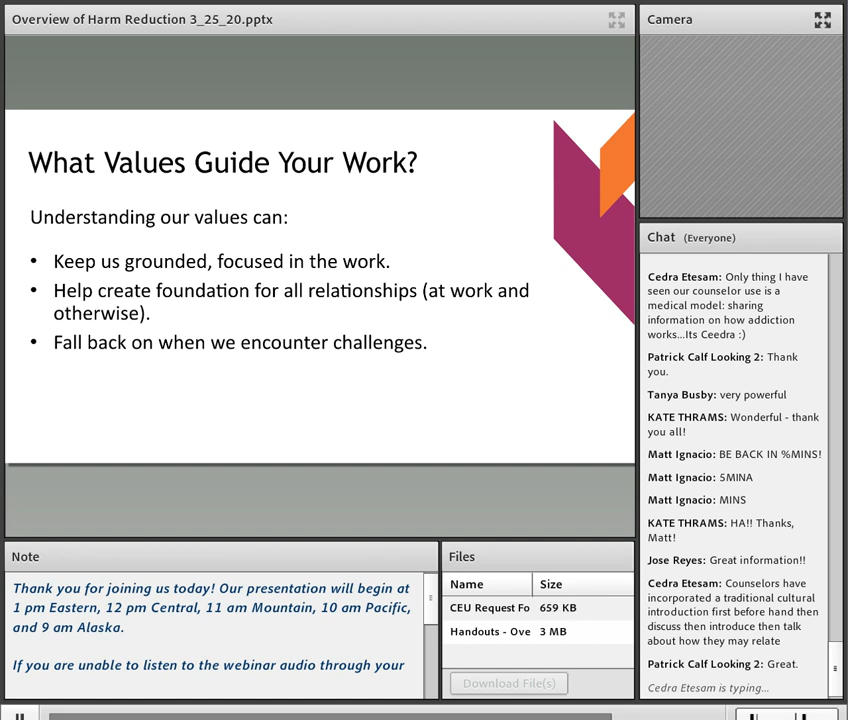 Overview of Harm Reduction 3_25_20.pptx
What Values Guide Your Work?
Understanding our values can:
• Keep us grounded, focused in the work.
• Help create foundation for all relationships (at work and
otherwise).
• Fall back on when we encounter challenges.
Note
Thank you for joining us today! Our presentation will begin at
1 pm Eastern, 12 pm Central, 11 am Mountain, 10 am Pacific,
and 9 am Alaska.
If you are unable to listen to the webinar audio through your
Files
Name Size
CEU Request Fo 659 KB
Handouts - Ove 3 MB
Download File(s)
Camera
Chat (Everyone)
Cedra Etesam: Only thing I have
seen our counselor use is a
medical model: sharing
information on how addiction
works...Its Ceedra :)
Patrick Calf Looking 2: Thank
you.
Tanya Busby: very powerful
KATE THRAMS: Wonderful - thank
you all!
Matt Ignacio: BE BACK IN %MINS!
Matt Ignacio: 5MINA
Matt Ignacio: MINS
KATE THRAMS: HA!! Thanks,
Matt!
Jose Reyes: Great information!!
Cedra Etesam: Counselors have
incorporated a traditional cultural
introduction first before hand then
discuss then introduce then talk
about how they may relate
Patrick Calf Looking 2: Great.
Cedra Etesam is typing...